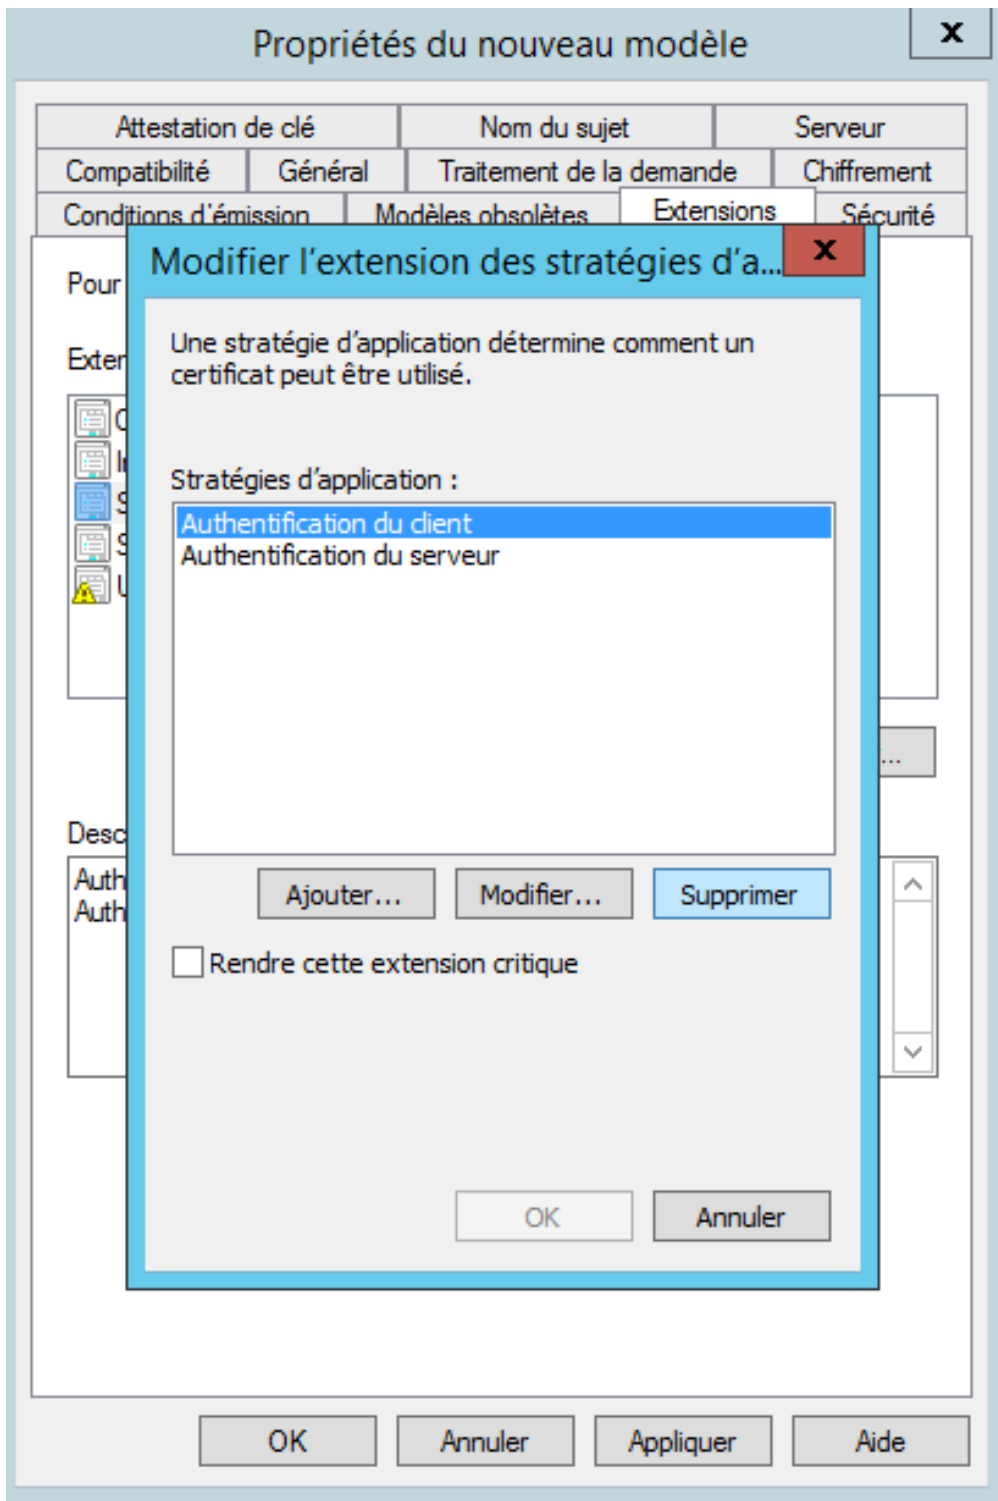 Propriétés du nouveau modèle
x
Attestation de clé
Nom du sujet
Serveur
Compatibilité
Général
Traitement de la demande
Chiffrement
Conditions d'émission
Modèles obsolètes
Extensions
Sécurité
Modifier l'extension des stratégies d'a...
x
Pour
Une stratégie d'application détermine comment un
certificat peut être utilisé.
Stratégies d'application :
Authentification du client
Authentification du serveur
...
Desc
Auth
Auth
Ajouter...
Modifier...
Supprimer
Rendre cette extension critique
OK
Annuler
OK
Annuler
Appliquer
Aide